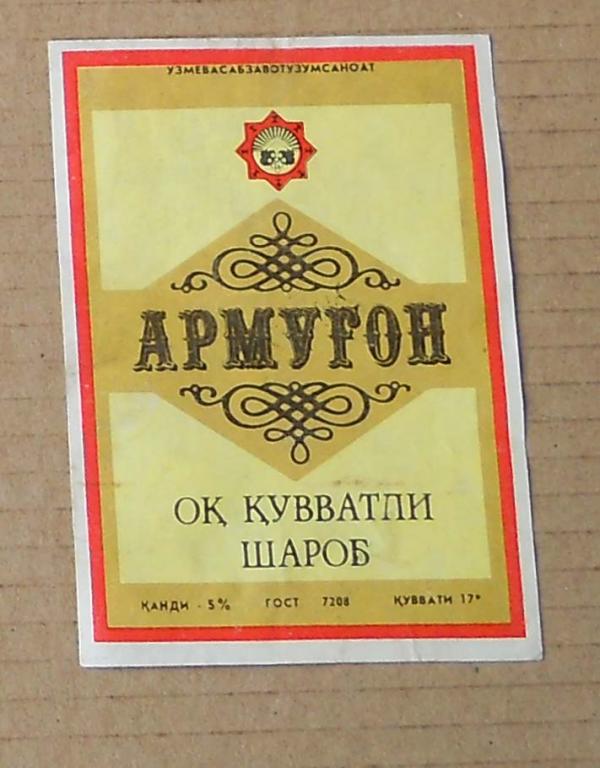 УЗМЕВАСАБЗАВОТУЗУМСАНОАТ
АРМУҒОН
ОҚ ҚУВВАТЛИ
ШАРОБ
ҚАНДИ - 5% ГОСТ 7208 ҚУВВАТИ 17°